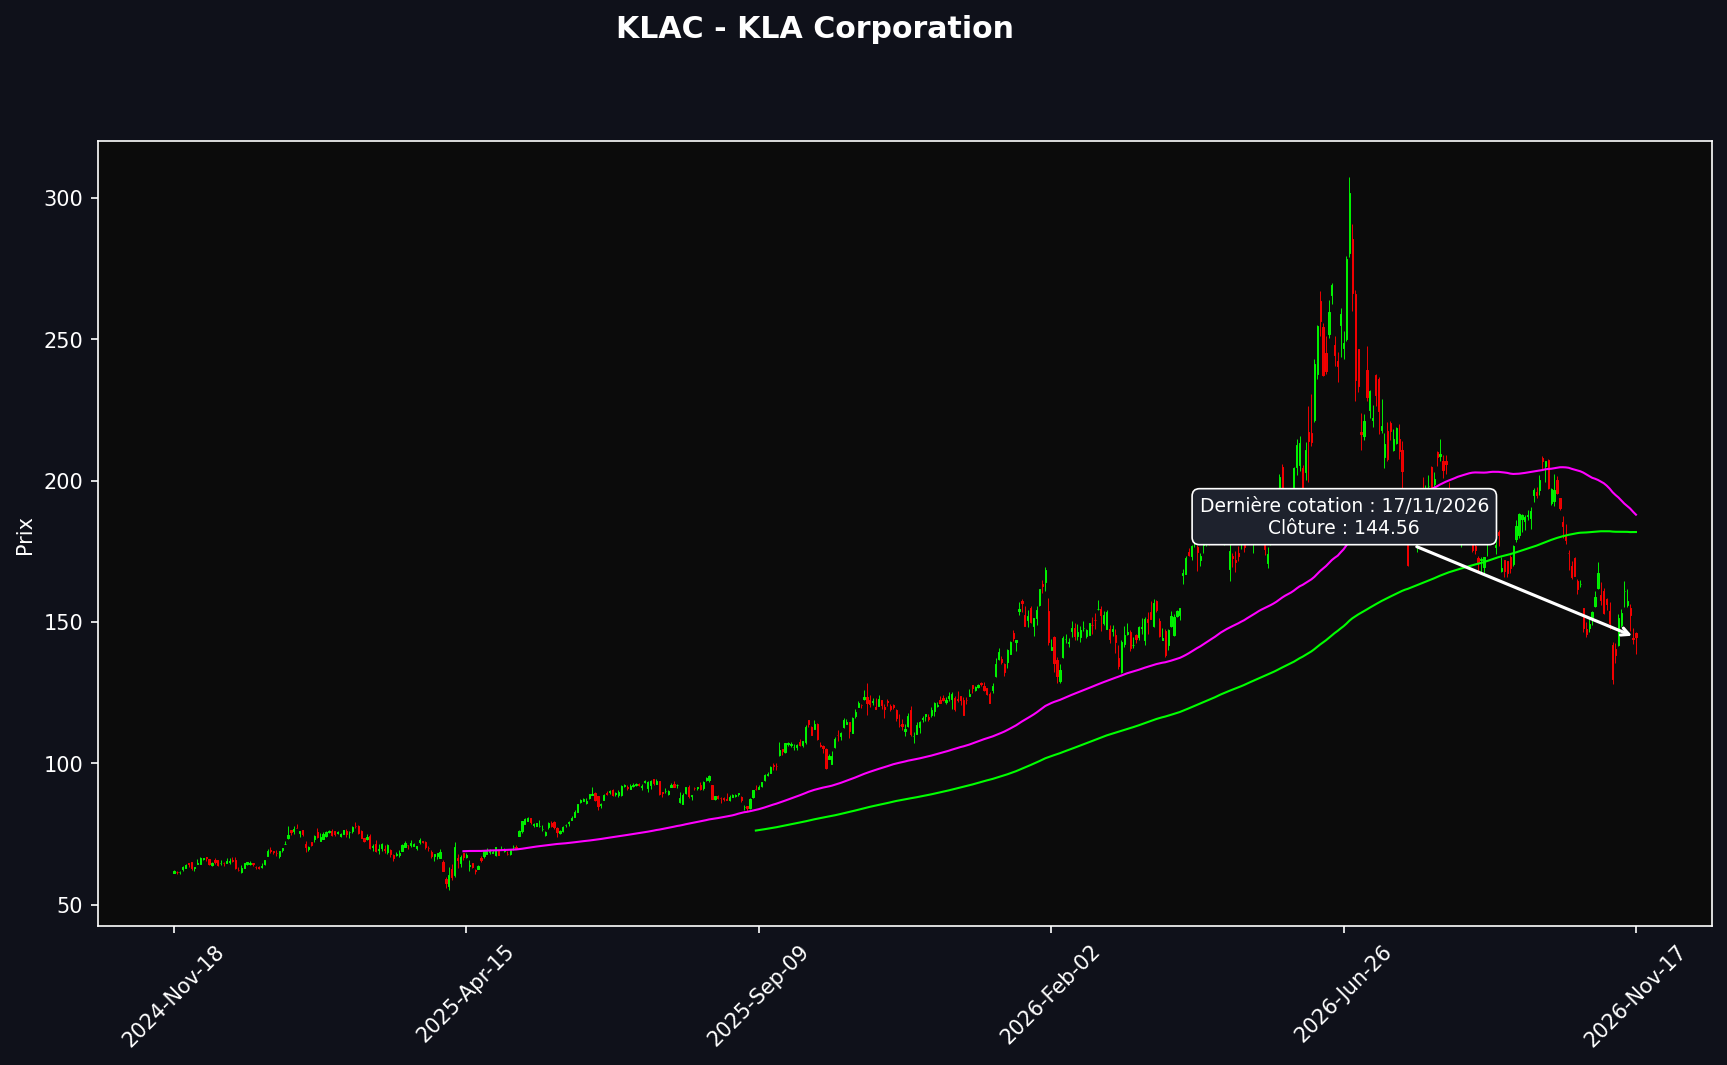 KLAC - KLA Corporation
300
250
200
150
100
50
Prix
Dernière cotation : 17/11/2026
Clôture : 144.56
2024-Nov-18
2025-Apr-15
2025-Sep-09
2026-Feb-02
2026-Jun-26
2026-Nov-17